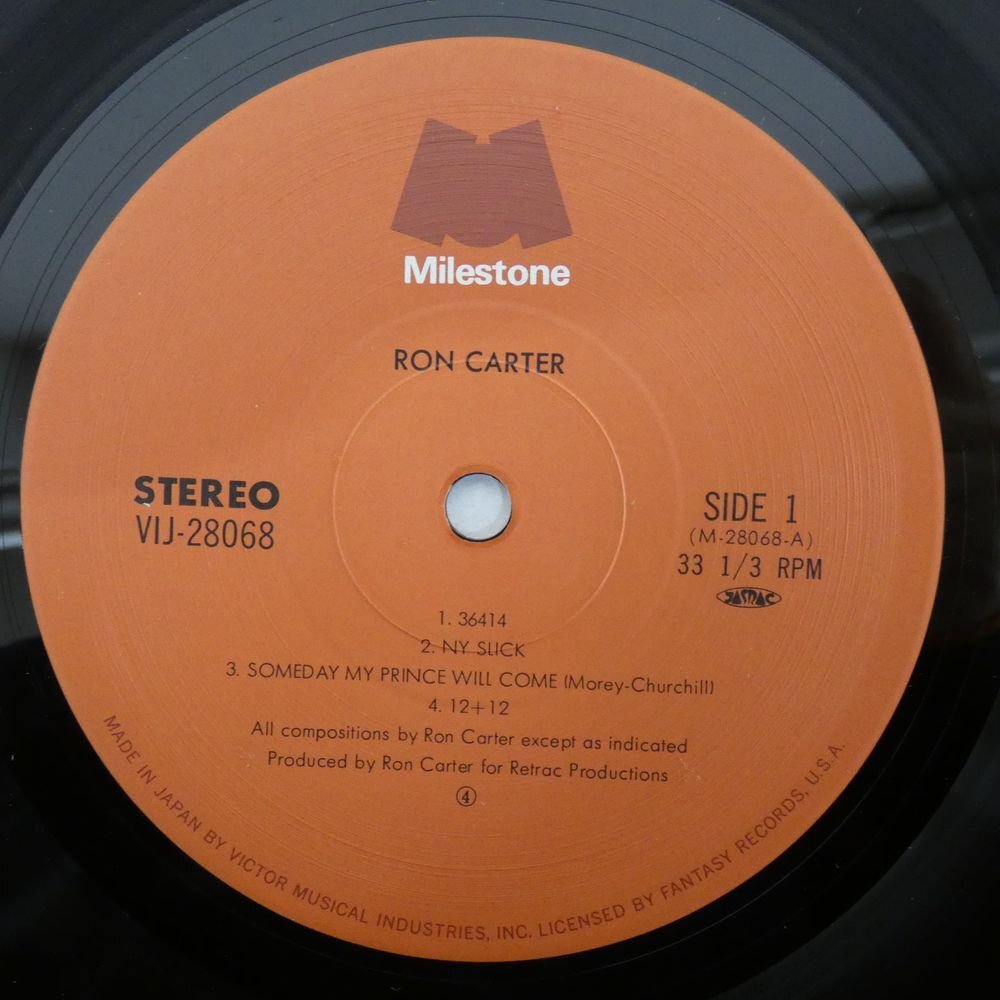 Milestone
RON CARTER
STEREO
VIJ-28068
SIDE 1
(M-28068-A)
33 1/3 RPM
JASRAC
1. 36414
2. NY SLICK
3. SOMEDAY MY PRINCE WILL COME (Morey-Churchill)
4. 12+12
All compositions by Ron Carter except as indicated
Produced by Ron Carter for Retrac Productions
④
MADE IN JAPAN BY VICTOR MUSICAL INDUSTRIES, INC. LICENSED BY FANTASY RECORDS, U.S.A.